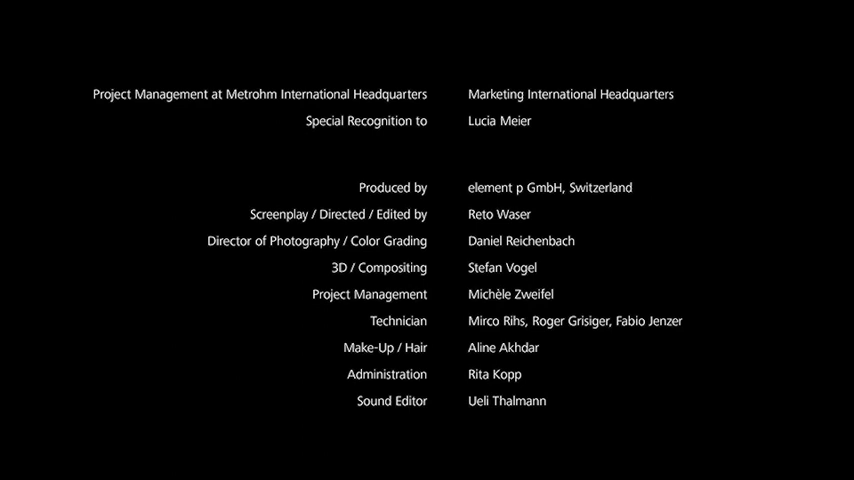 Project Management at Metrohm International Headquarters Marketing International Headquarters
Special Recognition to Lucia Meier
Produced by element p GmbH, Switzerland
Screenplay / Directed / Edited by Reto Waser
Director of Photography / Color Grading Daniel Reichenbach
3D / Compositing Stefan Vogel
Project Management Michèle Zweifel
Technician Mirco Rihs, Roger Grisiger, Fabio Jenzer
Make-Up / Hair Aline Akhdar
Administration Rita Kopp
Sound Editor Ueli Thalmann